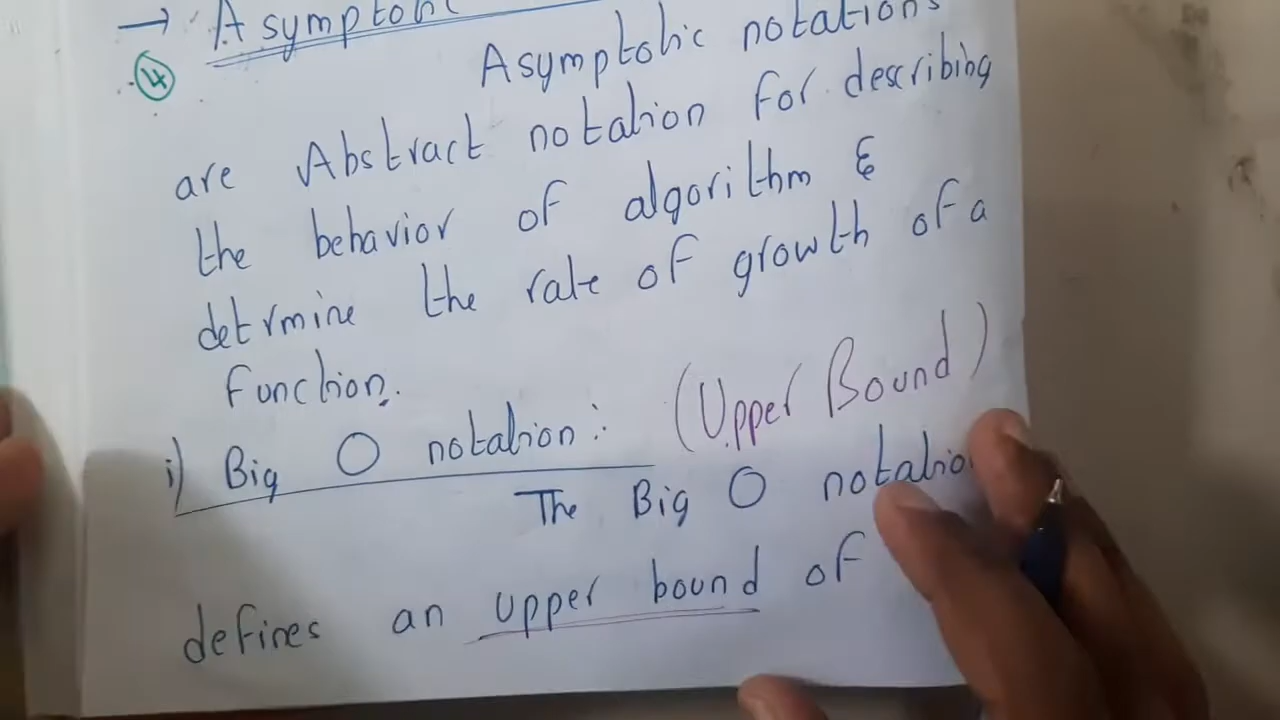 → Asymptotic
④ Asymptotic notations
are Abstract notation for describing
the behavior of algorithm &
detrmine the rate of growth of a
function.
i) Big O notation: (Upper Bound)
The Big O notatio
defines an upper bound of